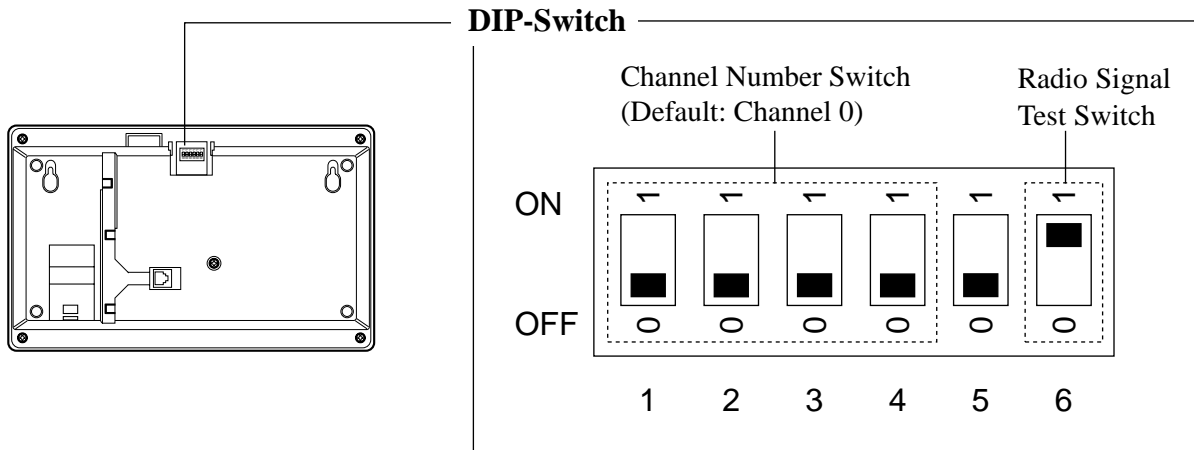 DIP-Switch
Channel Number Switch
(Default: Channel 0)
Radio Signal
Test Switch
ON
1 1 1 1 1 1
OFF
0 0 0 0 0 0
1 2 3 4 5 6